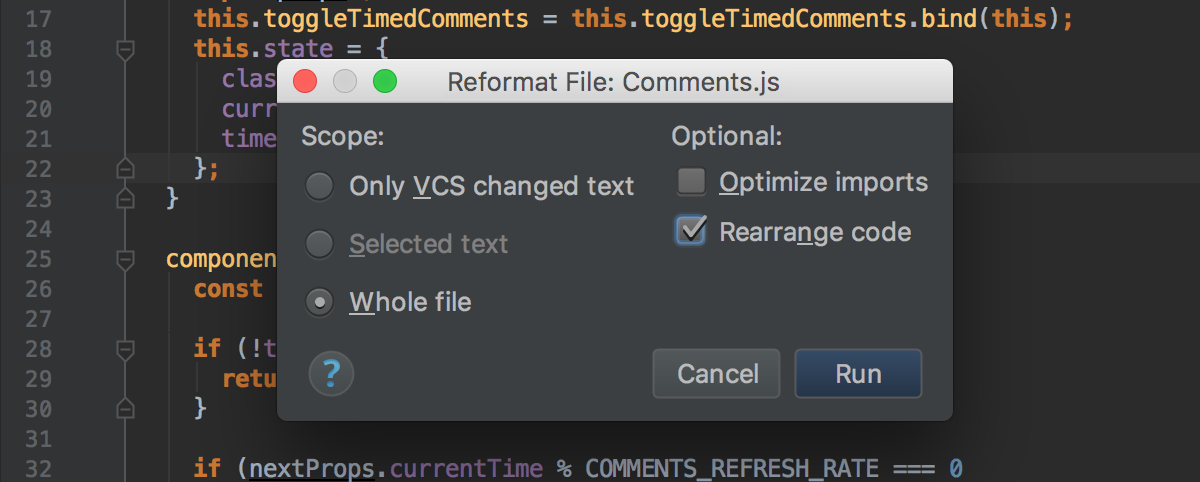 17 this.toggleTimedComments = this.toggleTimedComments.bind(this);
18 this.state = {
Reformat File: Comments.js
19 clas
20 curr
21 time
22 };
23 }
24
25 componen
26 const
27
28 if (!t
29 retu
30 }
31
32 if (nextProps.currentTime % COMMENTS_REFRESH_RATE === 0
Scope:
Only VCS changed text
Selected text
Whole file
Optional:
Optimize imports
Rearrange code
?
Cancel
Run